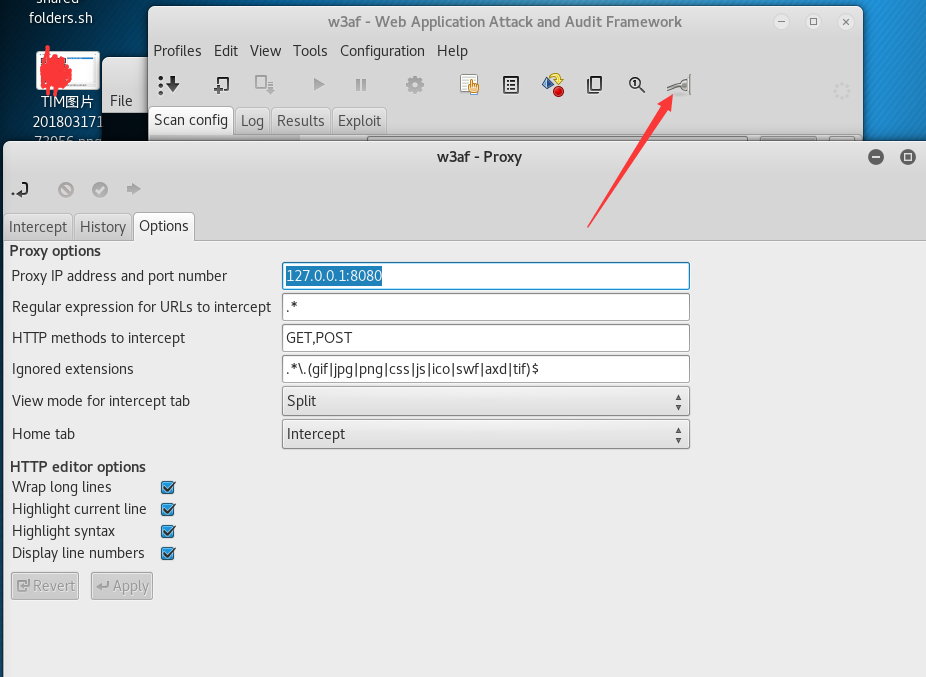 shared-
folders.sh
TIM图片
201803171
73956.png
File
w3af - Web Application Attack and Audit Framework
Profiles Edit View Tools Configuration Help
Scan config Log Results Exploit
w3af - Proxy
Intercept History Options
Proxy options
Proxy IP address and port number 127.0.0.1:8080
Regular expression for URLs to intercept .*
HTTP methods to intercept GET,POST
Ignored extensions .*\.(gif|jpg|png|css|js|ico|swf|axd|tif)$
View mode for intercept tab Split
Home tab Intercept
HTTP editor options
Wrap long lines
Highlight current line
Highlight syntax
Display line numbers
Revert Apply